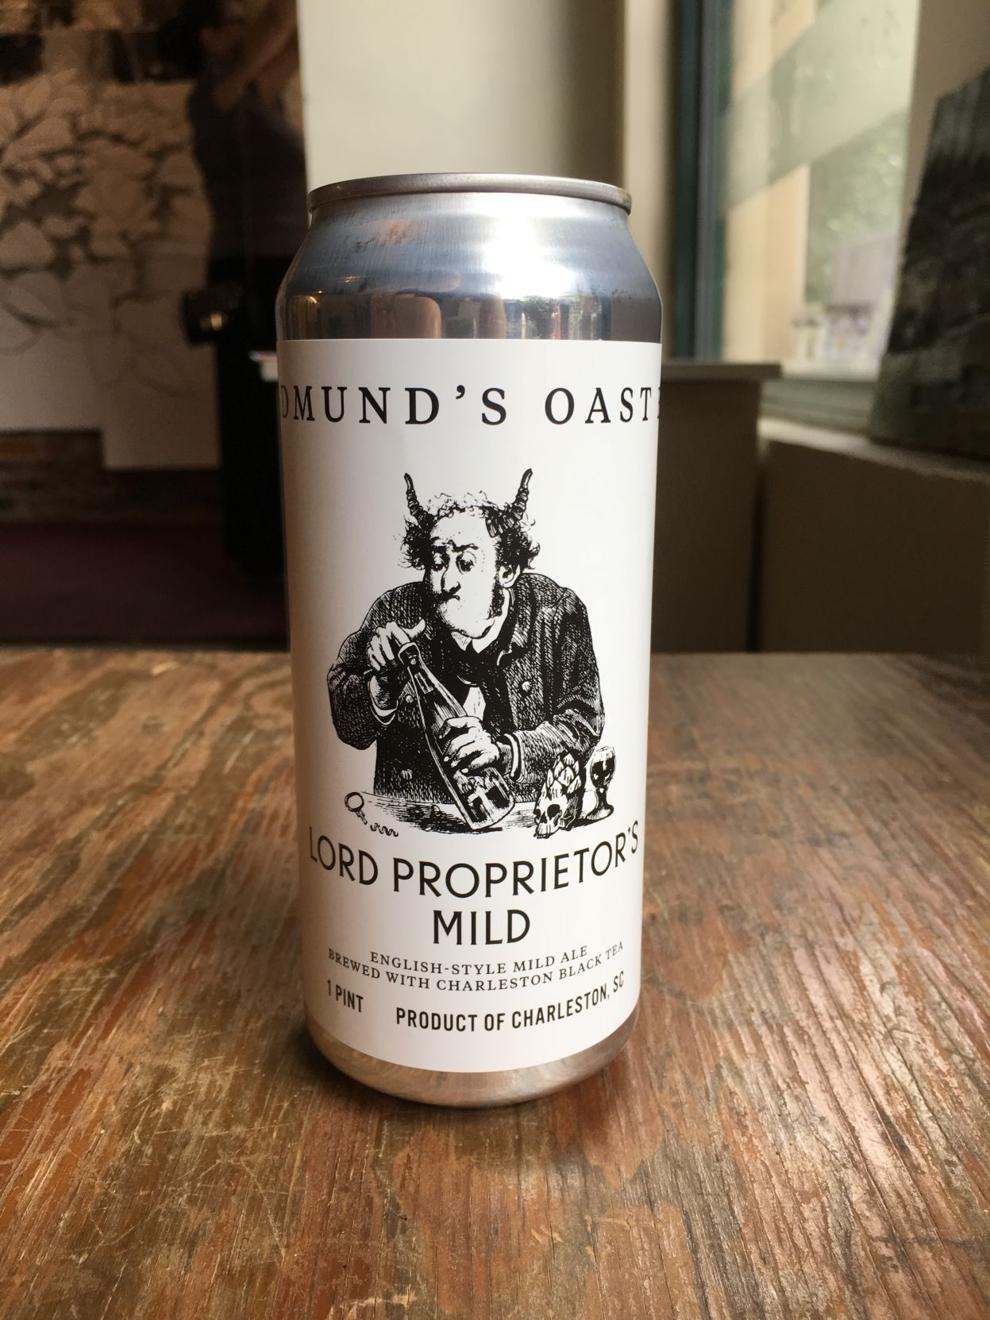 DMUND'S OAST
LORD PROPRIETOR'S
MILD
ENGLISH-STYLE MILD ALE
BREWED WITH CHARLESTON BLACK TEA
1 PINT PRODUCT OF CHARLESTON, SC